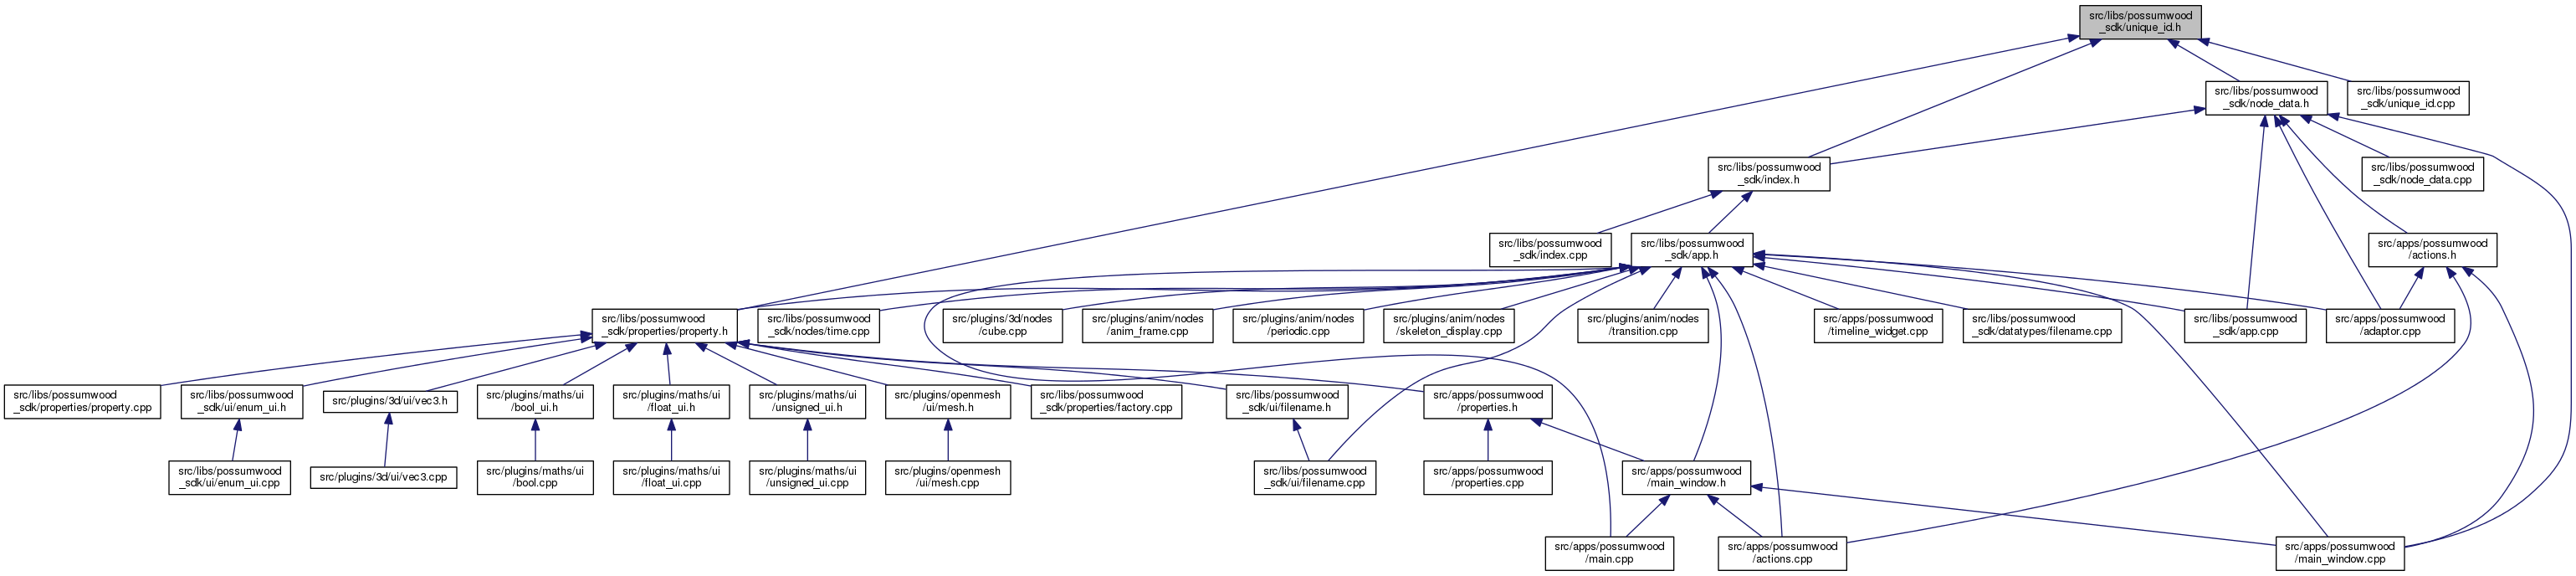 src/libs/possumwood
_sdk/unique_id.h
src/libs/possumwood
_sdk/node_data.h
src/libs/possumwood
_sdk/unique_id.cpp
src/libs/possumwood
_sdk/index.h
src/libs/possumwood
_sdk/node_data.cpp
src/libs/possumwood
_sdk/index.cpp
src/libs/possumwood
_sdk/app.h
src/apps/possumwood
/actions.h
src/libs/possumwood
_sdk/properties/property.h
src/libs/possumwood
_sdk/nodes/time.cpp
src/plugins/3d/nodes
/cube.cpp
src/plugins/anim/nodes
/anim_frame.cpp
src/plugins/anim/nodes
/periodic.cpp
src/plugins/anim/nodes
/skeleton_display.cpp
src/plugins/anim/nodes
/transition.cpp
src/apps/possumwood
/timeline_widget.cpp
src/libs/possumwood
_sdk/datatypes/filename.cpp
src/libs/possumwood
_sdk/app.cpp
src/apps/possumwood
/adaptor.cpp
src/libs/possumwood
_sdk/properties/property.cpp
src/libs/possumwood
_sdk/ui/enum_ui.h
src/plugins/3d/ui/vec3.h
src/plugins/maths/ui
/bool_ui.h
src/plugins/maths/ui
/float_ui.h
src/plugins/maths/ui
/unsigned_ui.h
src/plugins/openmesh
/ui/mesh.h
src/libs/possumwood
_sdk/properties/factory.cpp
src/libs/possumwood
_sdk/ui/filename.h
src/apps/possumwood
/properties.h
src/libs/possumwood
_sdk/ui/enum_ui.cpp
src/plugins/3d/ui/vec3.cpp
src/plugins/maths/ui
/bool.cpp
src/plugins/maths/ui
/float_ui.cpp
src/plugins/maths/ui
/unsigned_ui.cpp
src/plugins/openmesh
/ui/mesh.cpp
src/libs/possumwood
_sdk/ui/filename.cpp
src/apps/possumwood
/properties.cpp
src/apps/possumwood
/main_window.h
src/apps/possumwood
/main.cpp
src/apps/possumwood
/actions.cpp
src/apps/possumwood
/main_window.cpp